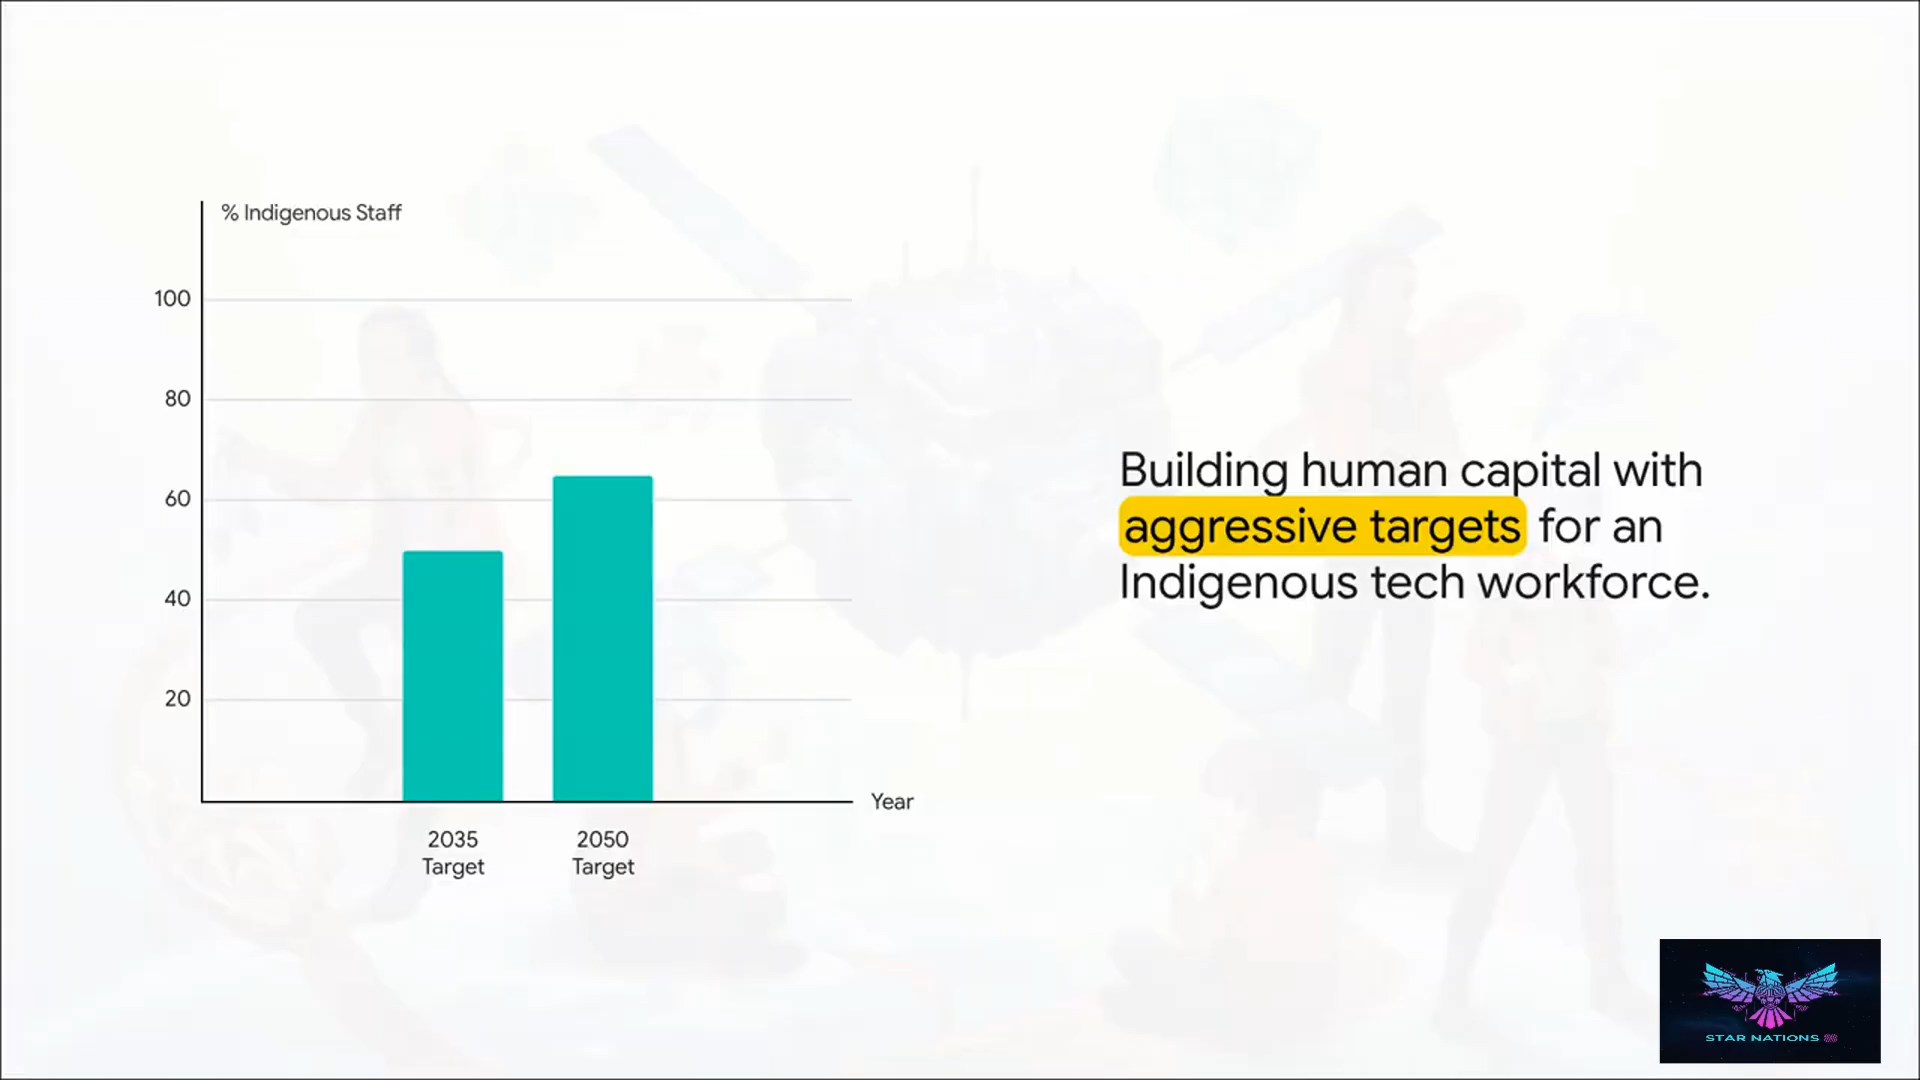 % Indigenous Staff
100
80
60
40
20
Year
2035
Target
2050
Target
Building human capital with
aggressive targets for an
Indigenous tech workforce.
STAR NATIONS